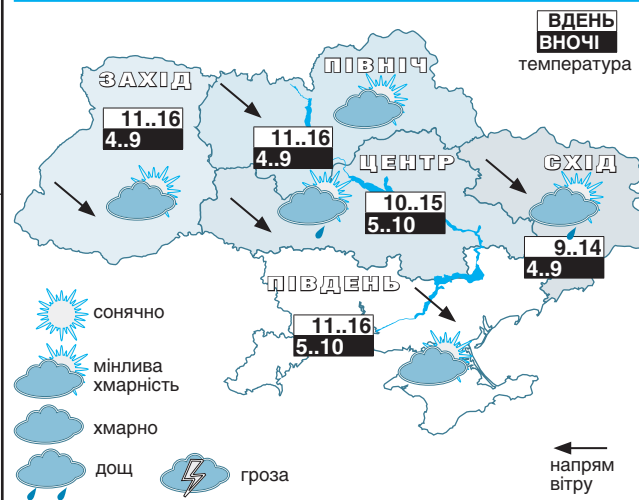 ВДЕНЬ
ВНОЧІ
температура
ЗАХІД
11..16
4..9
ПІВНІЧ
11..16
4..9
ЦЕНТР
10..15
5..10
СХІД
9..14
4..9
ПІВДЕНЬ
11..16
5..10
сонячно
мінлива
хмарність
хмарно
дощ
гроза
напрям
вітру